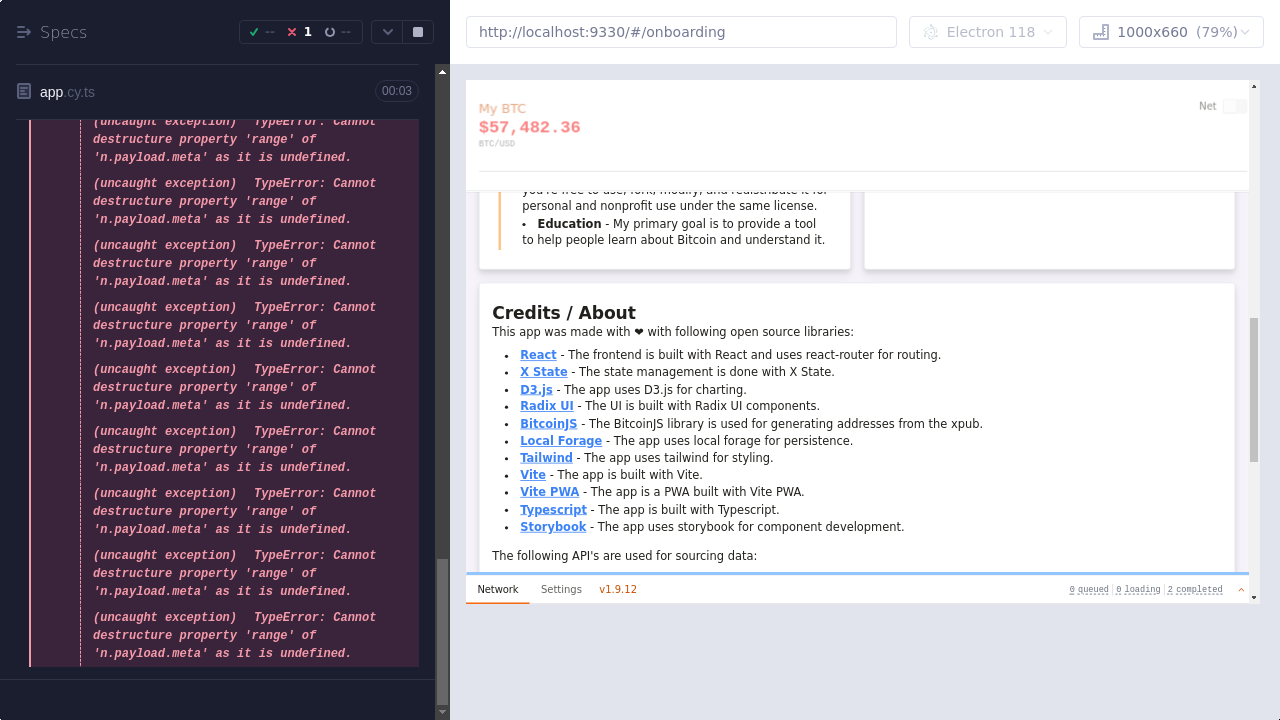 Specs
--
1
--
http://localhost:9330/#/onboarding
Electron 118
1000x660 (79%)
app.cy.ts
00:03
(uncaught exception) TypeError: Cannot
destructure property 'range' of
'n.payload.meta' as it is undefined.
(uncaught exception) TypeError: Cannot
destructure property 'range' of
'n.payload.meta' as it is undefined.
(uncaught exception) TypeError: Cannot
destructure property 'range' of
'n.payload.meta' as it is undefined.
(uncaught exception) TypeError: Cannot
destructure property 'range' of
'n.payload.meta' as it is undefined.
(uncaught exception) TypeError: Cannot
destructure property 'range' of
'n.payload.meta' as it is undefined.
(uncaught exception) TypeError: Cannot
destructure property 'range' of
'n.payload.meta' as it is undefined.
(uncaught exception) TypeError: Cannot
destructure property 'range' of
'n.payload.meta' as it is undefined.
(uncaught exception) TypeError: Cannot
destructure property 'range' of
'n.payload.meta' as it is undefined.
(uncaught exception) TypeError: Cannot
destructure property 'range' of
'n.payload.meta' as it is undefined.
My BTC
$57,482.36
BTC/USD
Net
you're free to use, fork, modify, and redistribute it for
personal and nonprofit use under the same license.
• Education - My primary goal is to provide a tool
to help people learn about Bitcoin and understand it.
Credits / About
This app was made with ❤ with following open source libraries:
• React - The frontend is built with React and uses react-router for routing.
• X State - The state management is done with X State.
• D3.js - The app uses D3.js for charting.
• Radix UI - The UI is built with Radix UI components.
• BitcoinJS - The BitcoinJS library is used for generating addresses from the xpub.
• Local Forage - The app uses local forage for persistence.
• Tailwind - The app uses tailwind for styling.
• Vite - The app is built with Vite.
• Vite PWA - The app is a PWA built with Vite PWA.
• Typescript - The app is built with Typescript.
• Storybook - The app uses storybook for component development.
The following API's are used for sourcing data:
Network
Settings
v1.9.12
0 queued
0 loading
2 completed